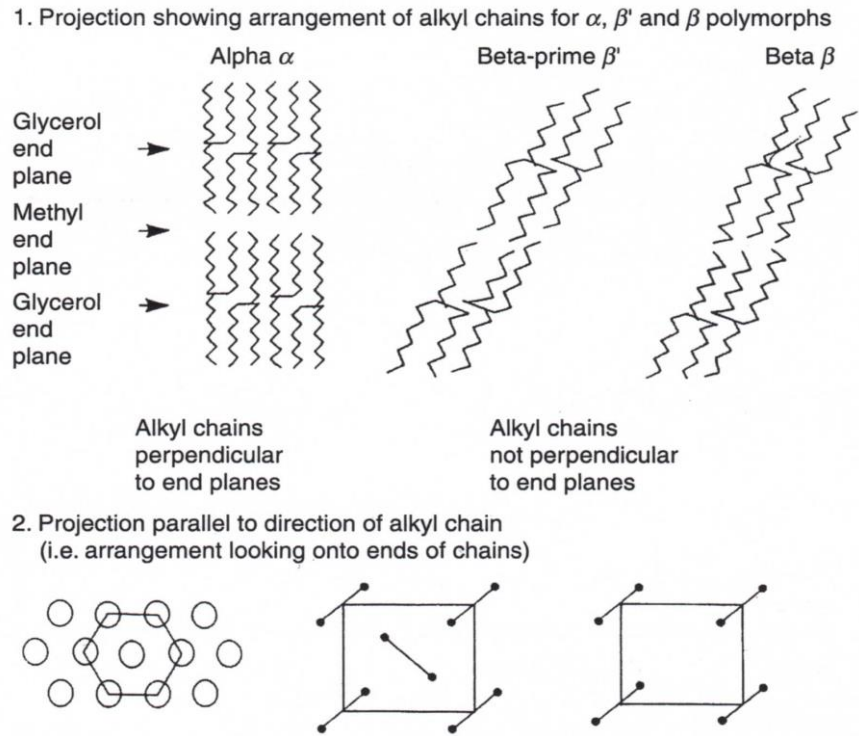 1. Projection showing arrangement of alkyl chains for α, β' and β polymorphs
Alpha α
Beta-prime β'
Beta β
Glycerol
end
plane
Methyl
end
plane
Glycerol
end
plane
Alkyl chains
perpendicular
to end planes
Alkyl chains
not perpendicular
to end planes
2. Projection parallel to direction of alkyl chain
(i.e. arrangement looking onto ends of chains)